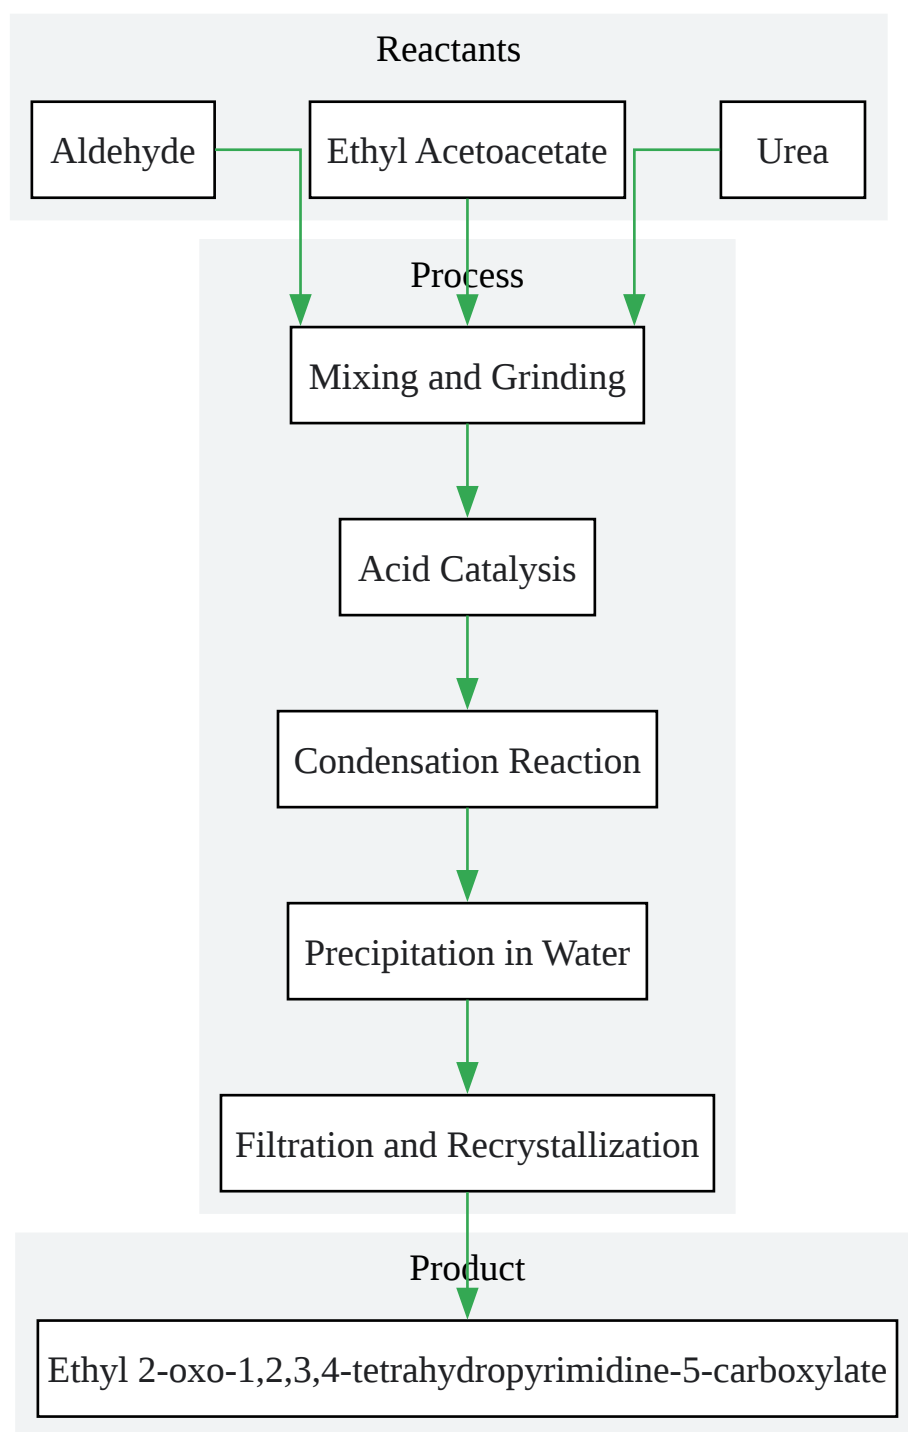 Reactants
Aldehyde
Ethyl Acetoacetate
Urea
Process
Mixing and Grinding
Acid Catalysis
Condensation Reaction
Precipitation in Water
Filtration and Recrystallization
Product
Ethyl 2-oxo-1,2,3,4-tetrahydropyrimidine-5-carboxylate